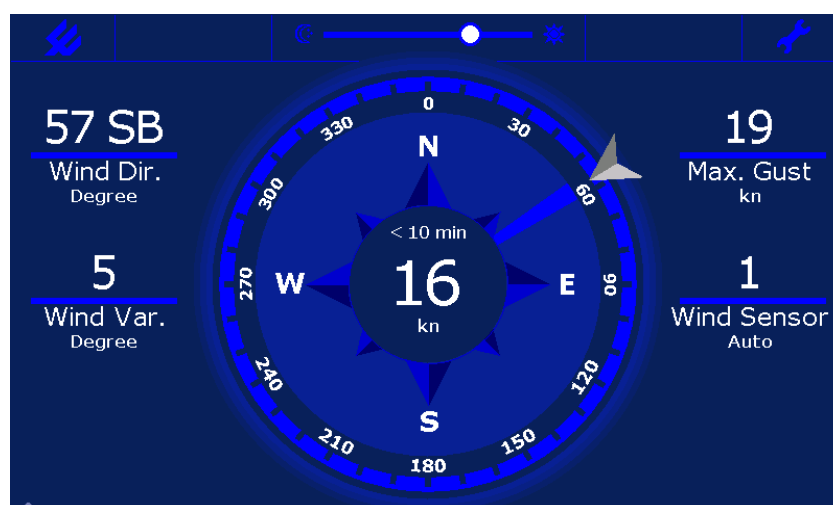 57 SB
Wind Dir.
Degree
5
Wind Var.
Degree
0
30
60
90
120
150
180
210
240
270
300
330
N
E
S
W
< 10 min
16
kn
19
Max. Gust
kn
1
Wind Sensor
Auto